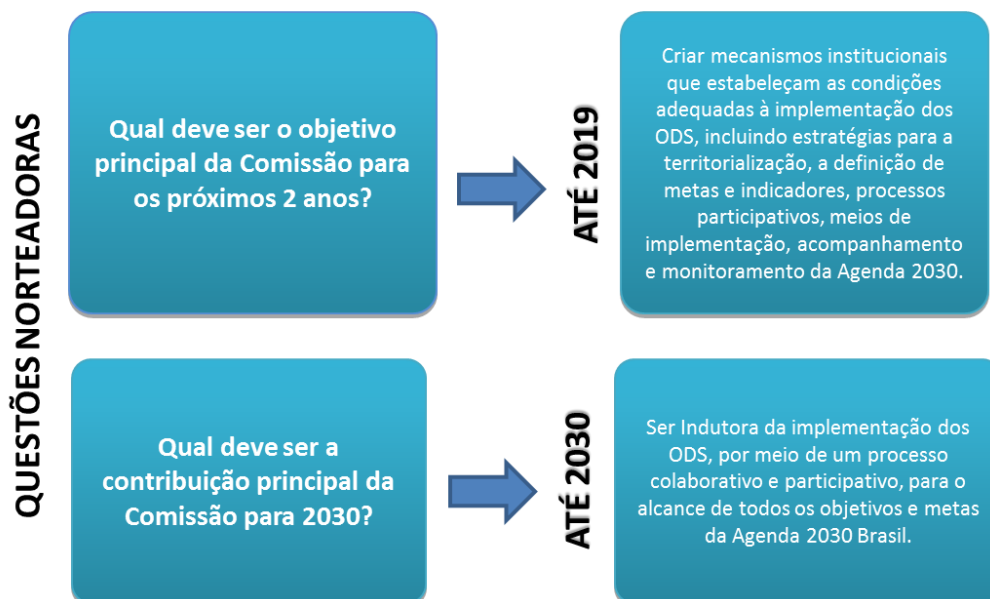 QUESTÕES NORTEADORAS
Qual deve ser o objetivo
principal da Comissão para
os próximos 2 anos?
ATÉ 2019
Criar mecanismos institucionais
que estabeleçam as condições
adequadas à implementação dos
ODS, incluindo estratégias para a
territorialização, a definição de
metas e indicadores, processos
participativos, meios de
implementação, acompanhamento
e monitoramento da Agenda 2030.
Qual deve ser a
contribuição principal da
Comissão para 2030?
ATÉ 2030
Ser Indutora da implementação dos
ODS, por meio de um processo
colaborativo e participativo, para o
alcance de todos os objetivos e metas
da Agenda 2030 Brasil.